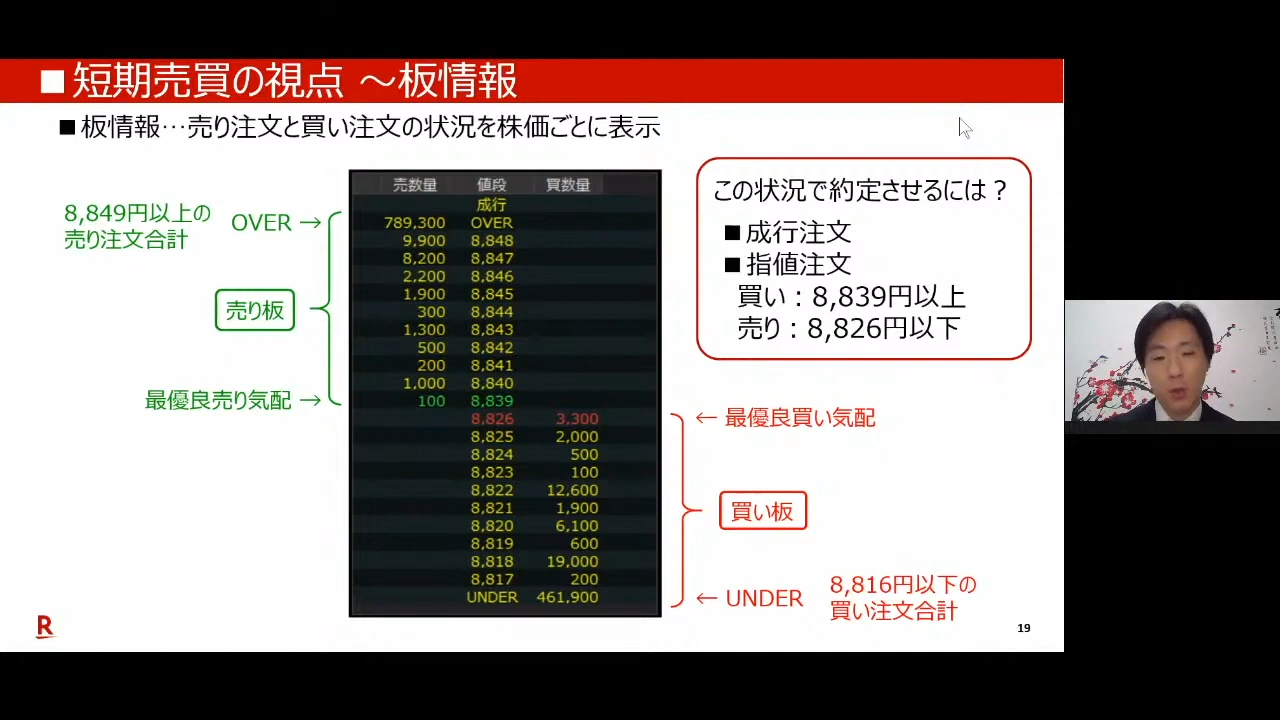 ■短期売買の視点 ～板情報
■板情報…売り注文と買い注文の状況を株価ごとに表示
8,849円以上の
売り注文合計
OVER →
売り板
最優良売り気配 →
売数量 値段 買数量
成行
789,300 OVER
9,900 8,848
8,200 8,847
2,200 8,846
1,900 8,845
300 8,844
1,300 8,843
500 8,842
200 8,841
1,000 8,840
100 8,839
8,826 3,300
8,825 2,000
8,824 500
8,823 100
8,822 12,600
8,821 1,900
8,820 6,100
8,819 600
8,818 19,000
8,817 200
UNDER 461,900
この状況で約定させるには？
■成行注文
■指値注文
買い：8,839円以上
売り：8,826円以下
← 最優良買い気配
買い板
← UNDER
8,816円以下の
買い注文合計
R
19